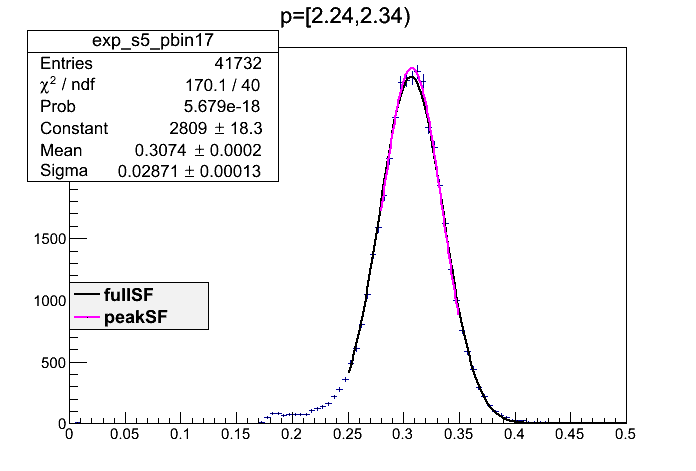 p=[2.24,2.34)
exp_s5_pbin17
Entries 41732
χ² / ndf 170.1 / 40
Prob 5.679e-18
Constant 2809 ± 18.3
Mean 0.3074 ± 0.0002
Sigma 0.02871 ± 0.00013
1500
1000
500
0
fullSF
peakSF
0 0.05 0.1 0.15 0.2 0.25 0.3 0.35 0.4 0.45 0.5